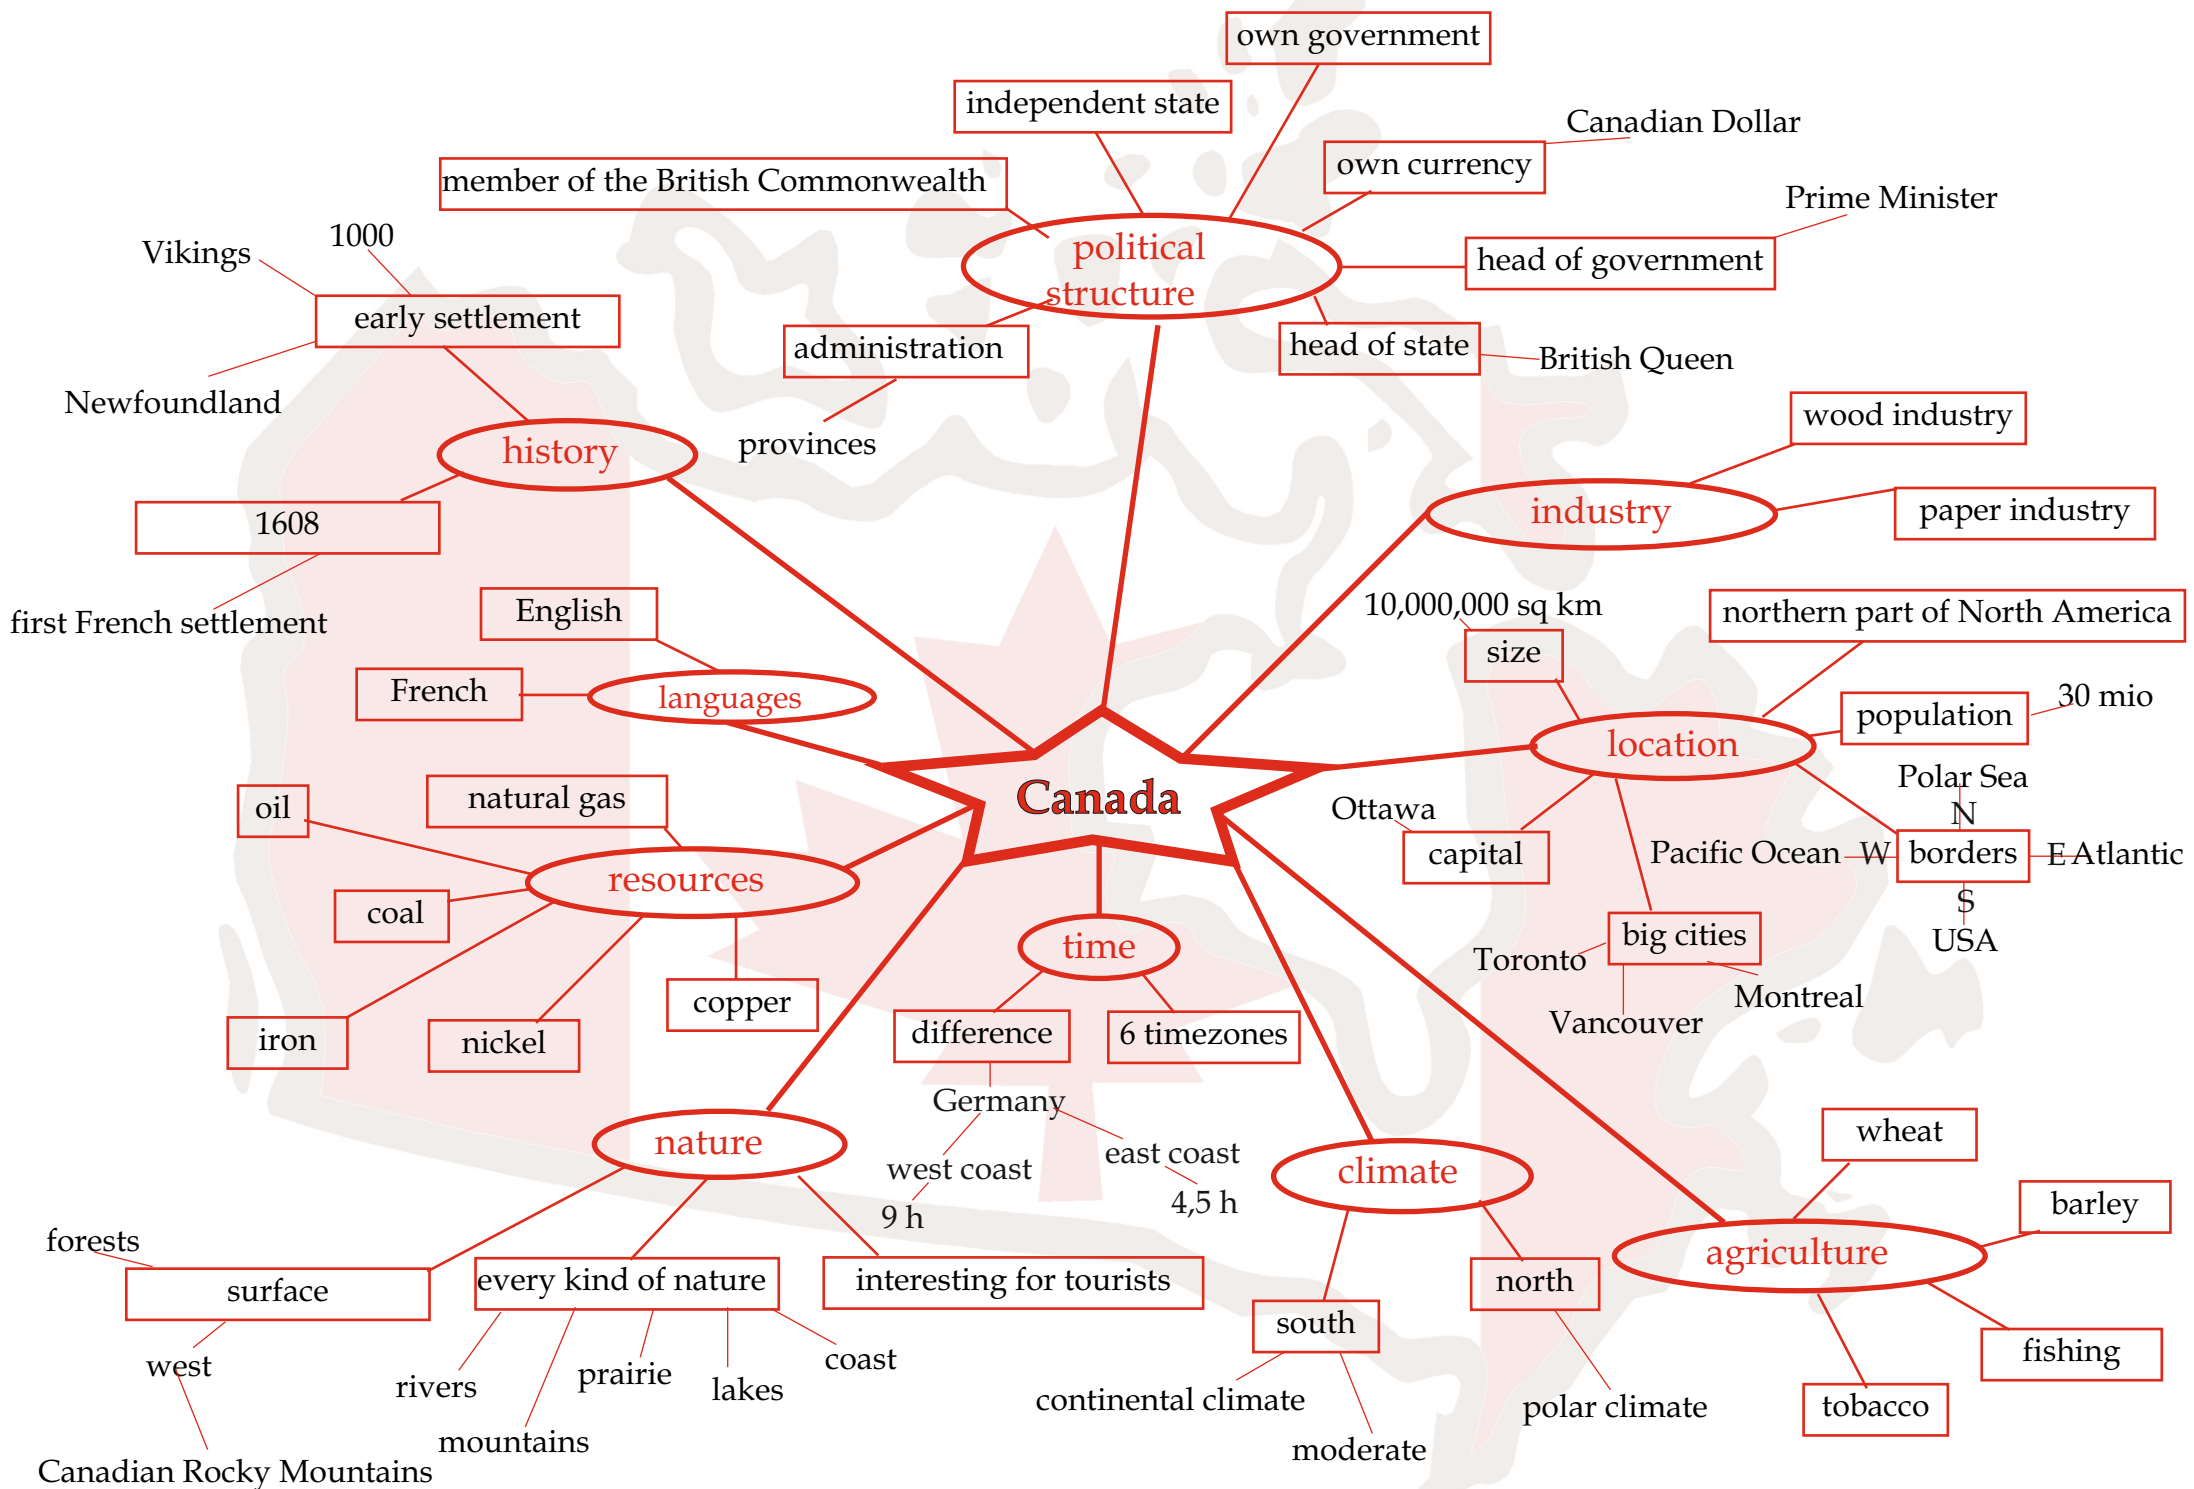 own government
independent state
Canadian Dollar
own currency
member of the British Commonwealth
Prime Minister
political
structure
head of government
administration
provinces
head of state
British Queen
Vikings
1000
early settlement
Newfoundland
history
1608
first French settlement
wood industry
industry
paper industry
English
French
languages
10,000,000 sq km
size
northern part of North America
population
30 mio
location
Polar Sea
N
Pacific Ocean
W
borders
E
Atlantic
S
USA
Ottawa
capital
big cities
Toronto
Montreal
Vancouver
Canada
natural gas
oil
resources
coal
iron
nickel
copper
time
difference
6 timezones
Germany
west coast
9 h
east coast
4,5 h
nature
forests
surface
west
Canadian Rocky Mountains
every kind of nature
rivers
mountains
prairie
lakes
coast
interesting for tourists
climate
south
continental climate
moderate
north
polar climate
wheat
barley
agriculture
fishing
tobacco